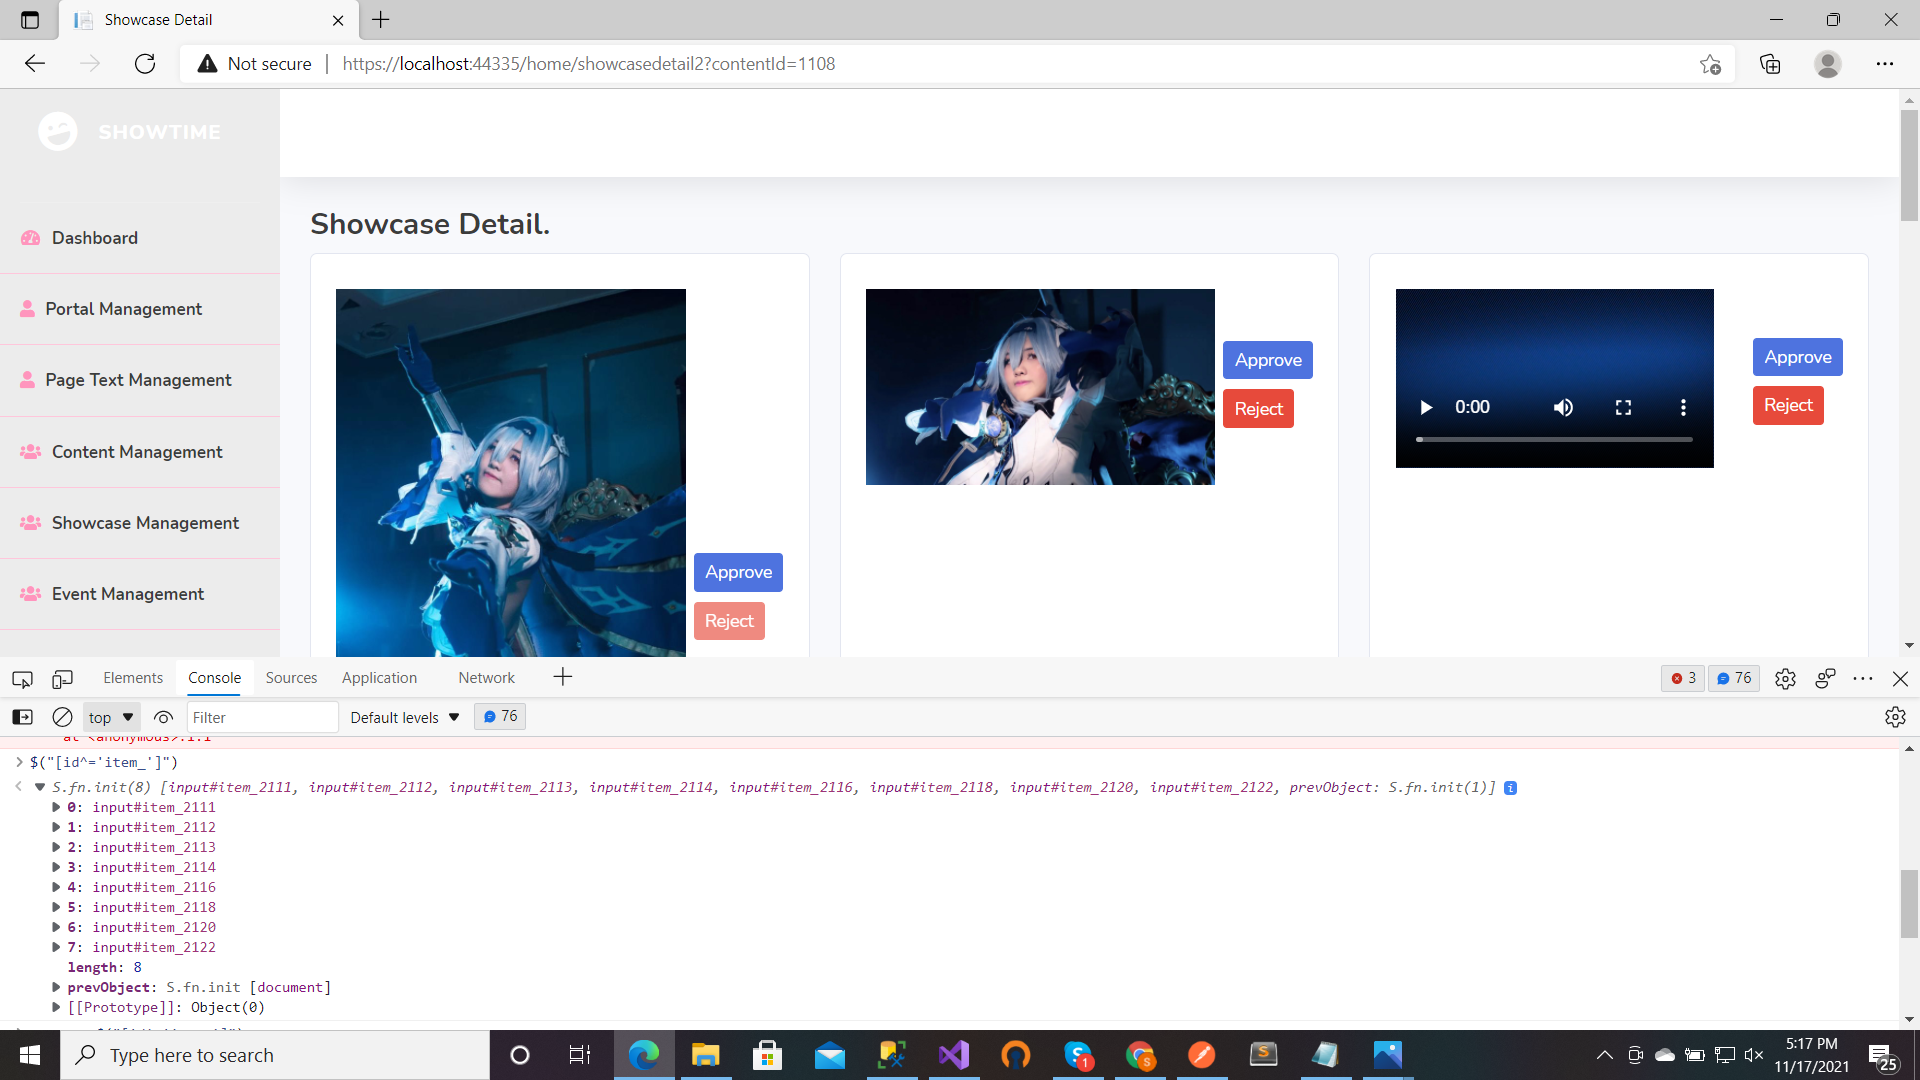 Showcase Detail
Not secure
https://localhost:44335/home/showcasedetail2?contentId=1108
SHOWTIME
Dashboard
Portal Management
Page Text Management
Content Management
Showcase Management
Event Management
Showcase Detail.
Approve
Reject
Approve
Reject
0:00
Approve
Reject
Elements Console Sources Application Network
3 76
top Filter Default levels 76
at <anonymous>:1:1
$("[id^='item_']")
S.fn.init(8) [input#item_2111, input#item_2112, input#item_2113, input#item_2114, input#item_2116, input#item_2118, input#item_2120, input#item_2122, prevObject: S.fn.init(1)] i
0: input#item_2111
1: input#item_2112
2: input#item_2113
3: input#item_2114
4: input#item_2116
5: input#item_2118
6: input#item_2120
7: input#item_2122
length: 8
prevObject: S.fn.init [document]
[[Prototype]]: Object(0)
Type here to search
1
S
S
5:17 PM
11/17/2021
25